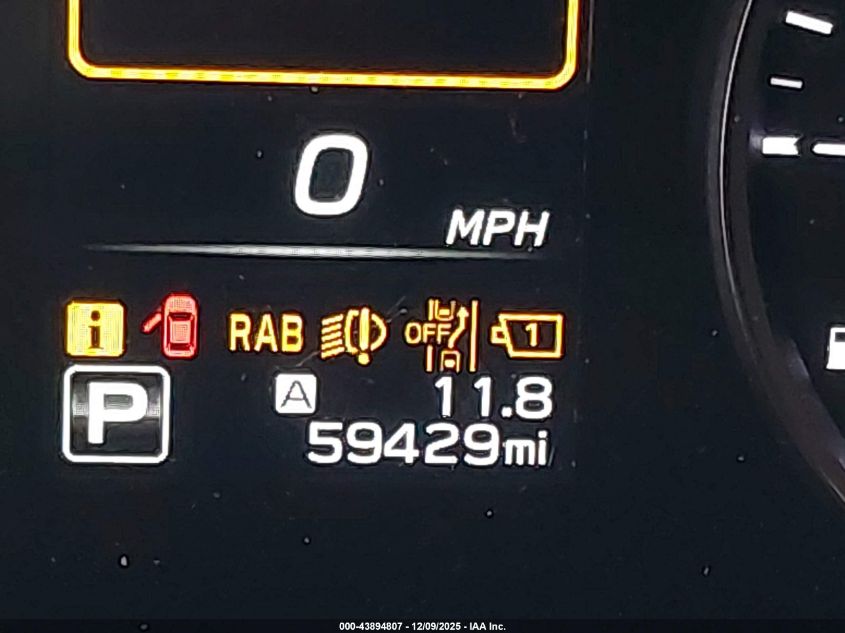 0
MPH
i RAB OFF 1
P
A 11.8
59429mi
000-43894807 - 12/09/2025 - IAA Inc.